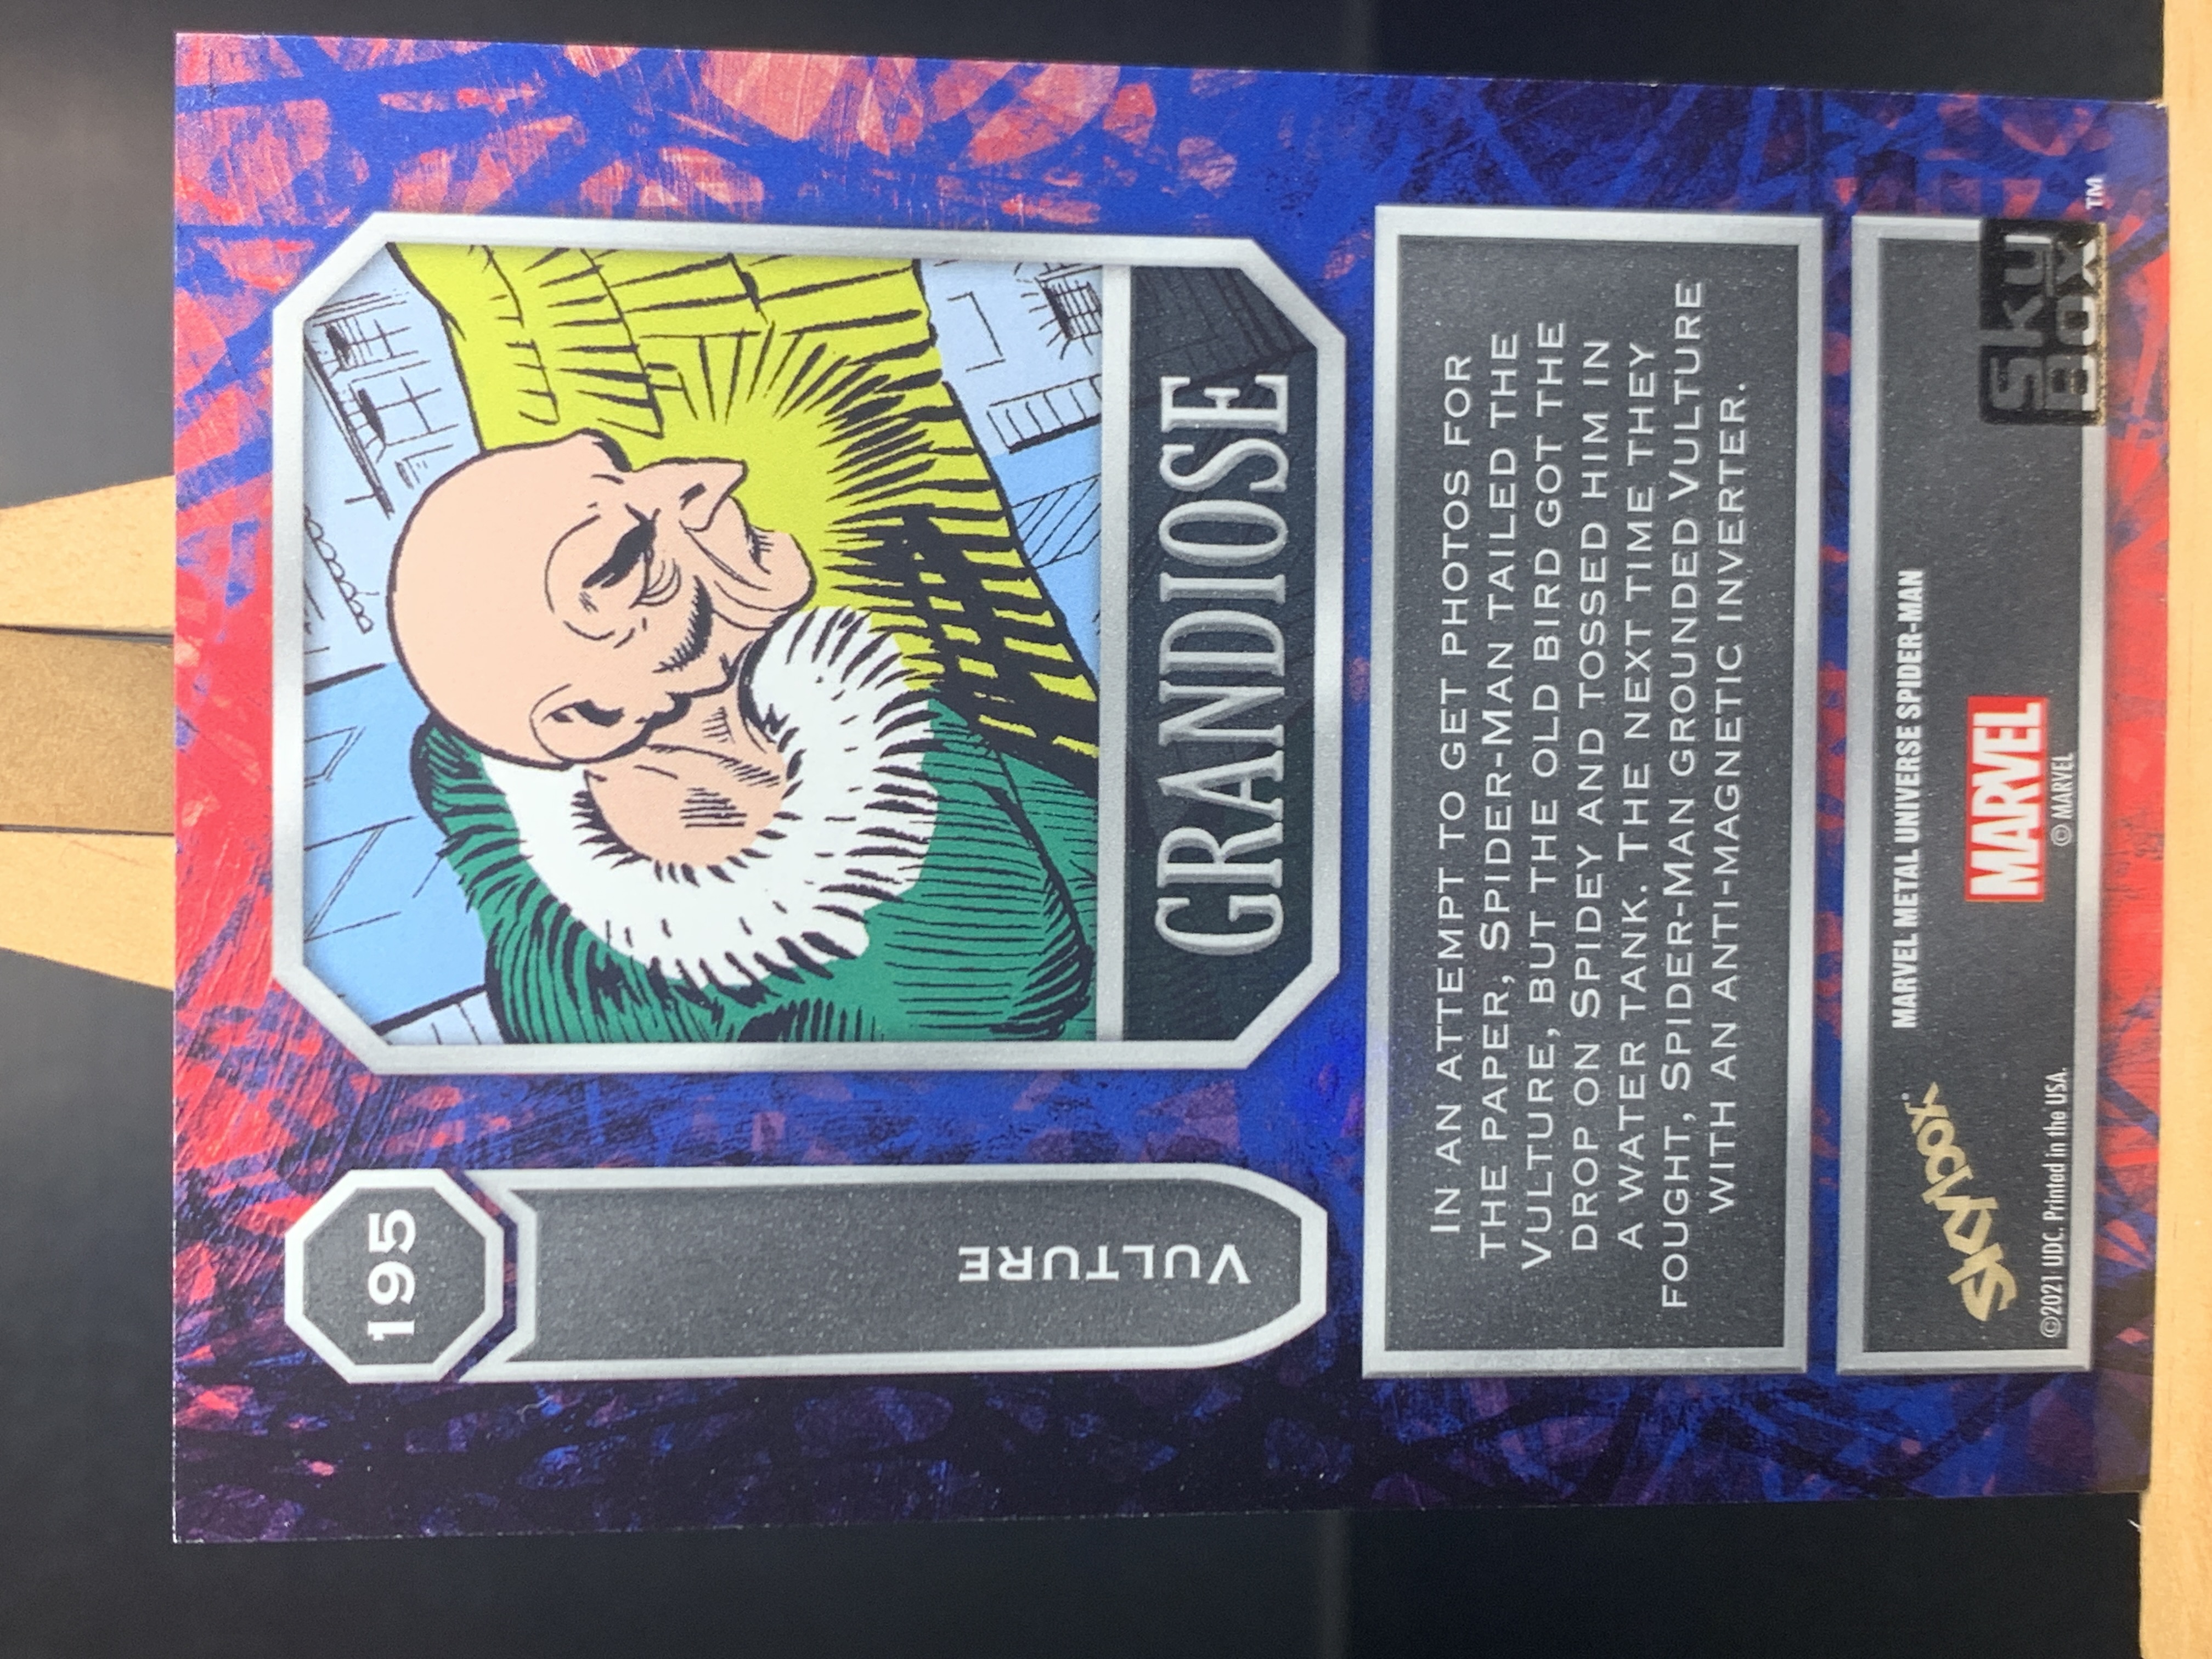 195
VULTURE
GRANDIOSE
IN AN ATTEMPT TO GET PHOTOS FOR
THE PAPER, SPIDER-MAN TAILED THE
VULTURE, BUT THE OLD BIRD GOT THE
DROP ON SPIDEY AND TOSSED HIM IN
A WATER TANK. THE NEXT TIME THEY
FOUGHT, SPIDER-MAN GROUNDED VULTURE
WITH AN ANTI-MAGNETIC INVERTER.
MARVEL METAL UNIVERSE SPIDER-MAN
skybox
MARVEL
© MARVEL
©2021 UDC. Printed in the USA.
Sky
BOX
™